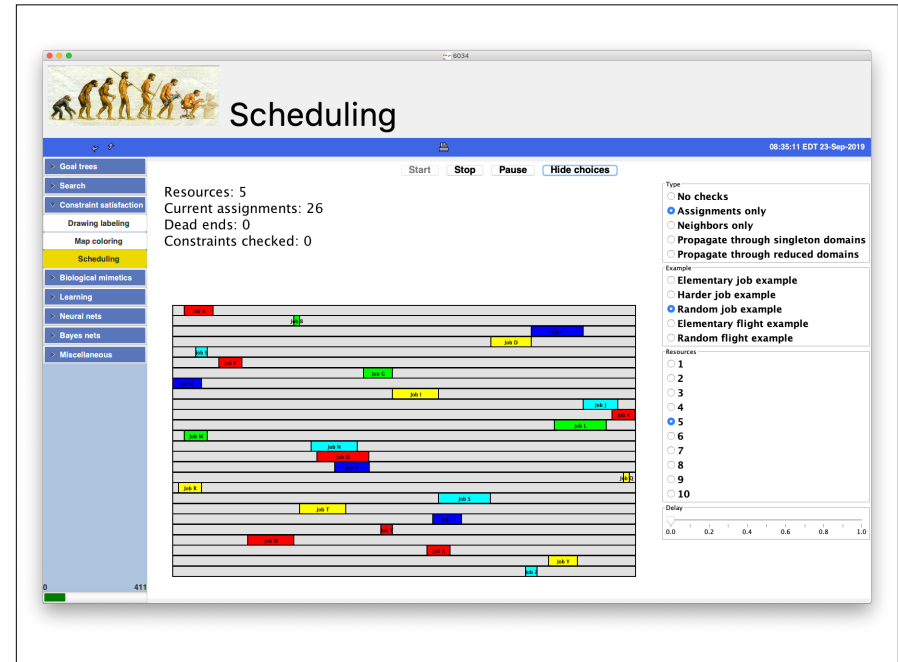 6034
Scheduling
08:35:11 EDT 23-Sep-2019
Goal trees
Search
Constraint satisfaction
Drawing labeling
Map coloring
Scheduling
Biological mimetics
Learning
Neural nets
Bayes nets
Miscellaneous
0 411
Start Stop Pause Hide choices
Resources: 5
Current assignments: 26
Dead ends: 0
Constraints checked: 0
Job A
Job B
Job D
Job F
Job G
Job I
Job J
Job L
Job M
Job N
Job O
Job P
Job Q
Job R
Job S
Job T
Job W
Job X
Job Y
Job Z
Type
No checks
Assignments only
Neighbors only
Propagate through singleton domains
Propagate through reduced domains
Example
Elementary job example
Harder job example
Random job example
Elementary flight example
Random flight example
Resources
1
2
3
4
5
6
7
8
9
10
Delay
0.0 0.2 0.4 0.6 0.8 1.0